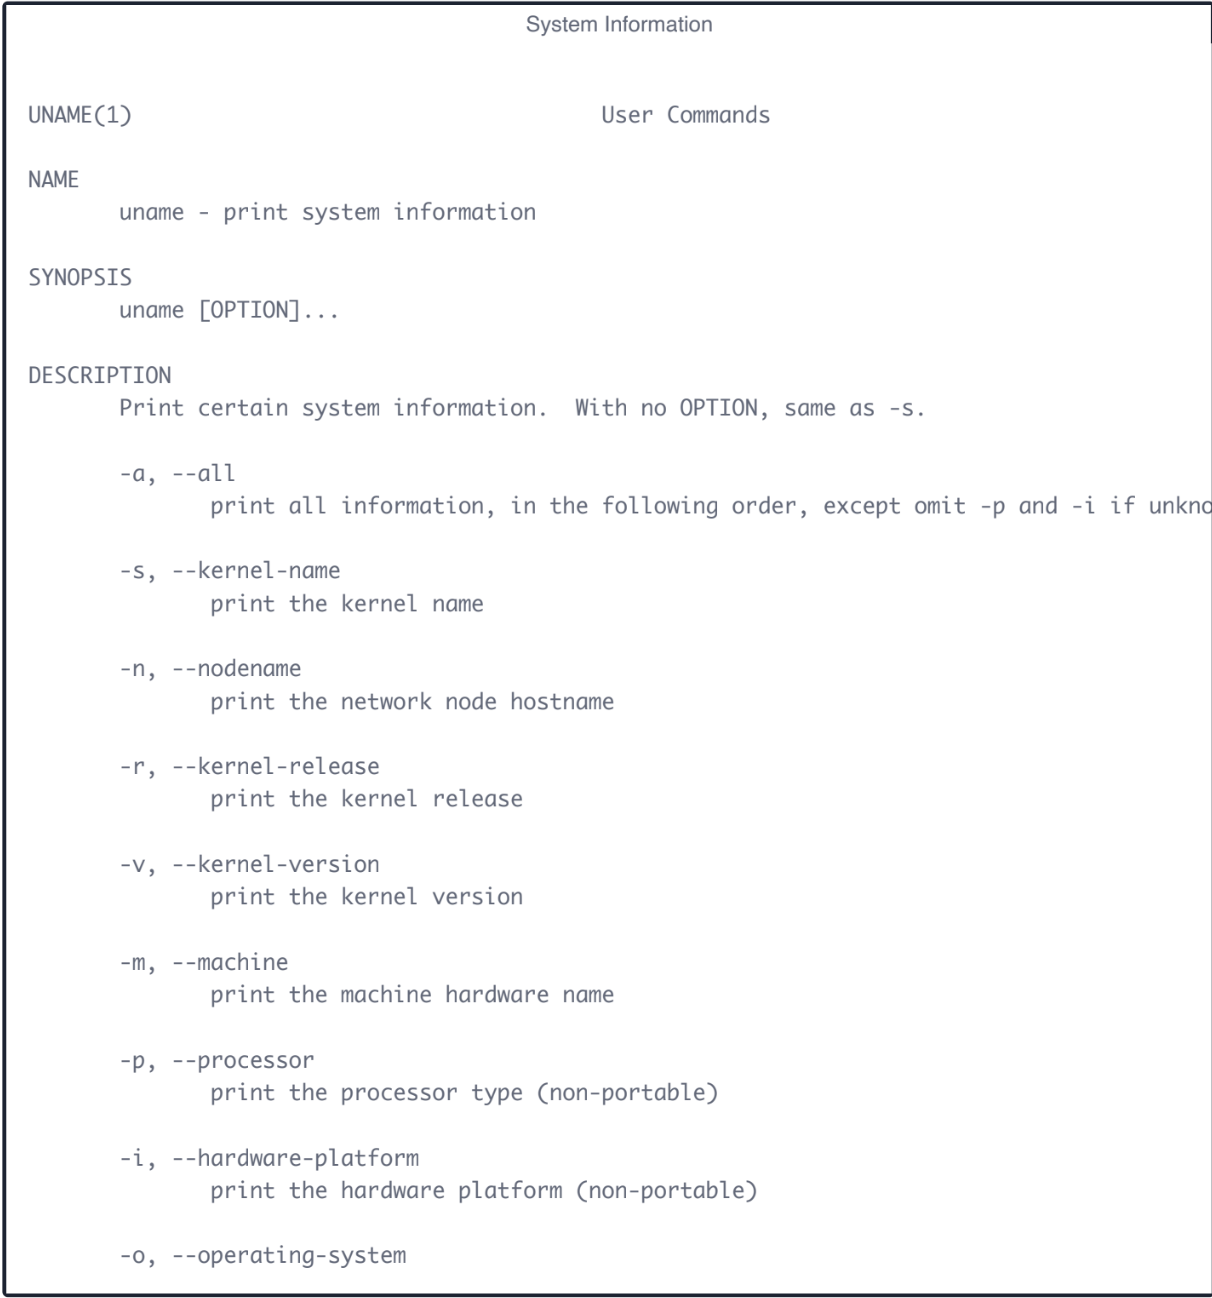 System Information
UNAME(1) User Commands
NAME
uname - print system information
SYNOPSIS
uname [OPTION]...
DESCRIPTION
Print certain system information.  With no OPTION, same as -s.
-a, --all
print all information, in the following order, except omit -p and -i if unkno
-s, --kernel-name
print the kernel name
-n, --nodename
print the network node hostname
-r, --kernel-release
print the kernel release
-v, --kernel-version
print the kernel version
-m, --machine
print the machine hardware name
-p, --processor
print the processor type (non-portable)
-i, --hardware-platform
print the hardware platform (non-portable)
-o, --operating-system